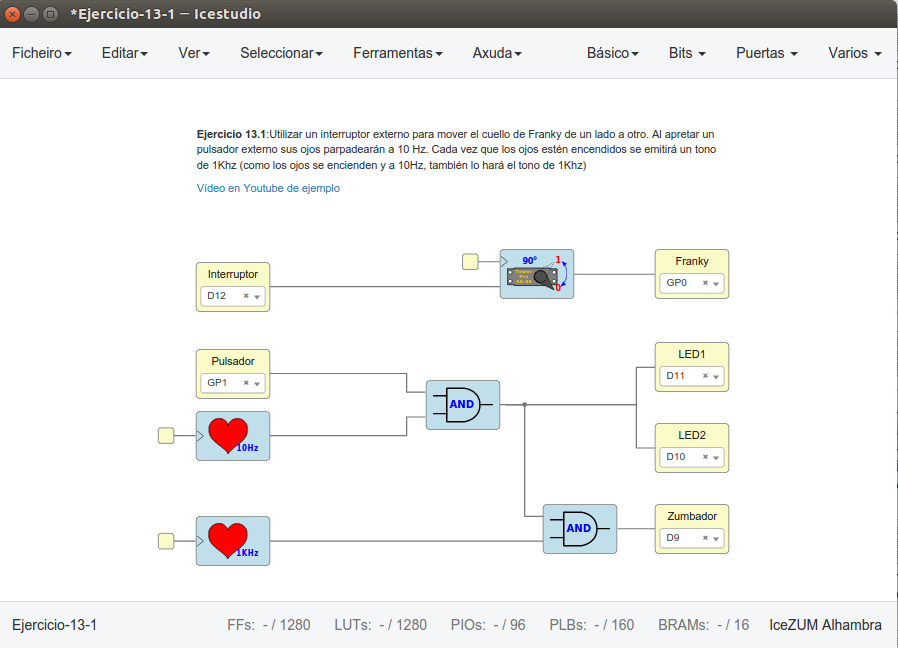 *Ejercicio-13-1 – Icestudio
Ficheiro Editar Ver Seleccionar Ferramentas Axuda Básico Bits Puertas Varios
Ejercicio 13.1:Utilizar un interruptor externo para mover el cuello de Franky de un lado a otro. Al apretar un
pulsador externo sus ojos parpadearán a 10 Hz. Cada vez que los ojos estén encendidos se emitirá un tono
de 1Khz (como los ojos se encienden y a 10Hz, también lo hará el tono de 1Khz)
Vídeo en Youtube de ejemplo
Interruptor
D12
90º
1
0
Tower
Pro
Franky
GP0
Pulsador
GP1
10Hz
AND
LED1
D11
LED2
D10
1KHz
AND
Zumbador
D9
Ejercicio-13-1 FFs: - / 1280 LUTs: - / 1280 PIOs: - / 96 PLBs: - / 160 BRAMs: - / 16 IceZUM Alhambra